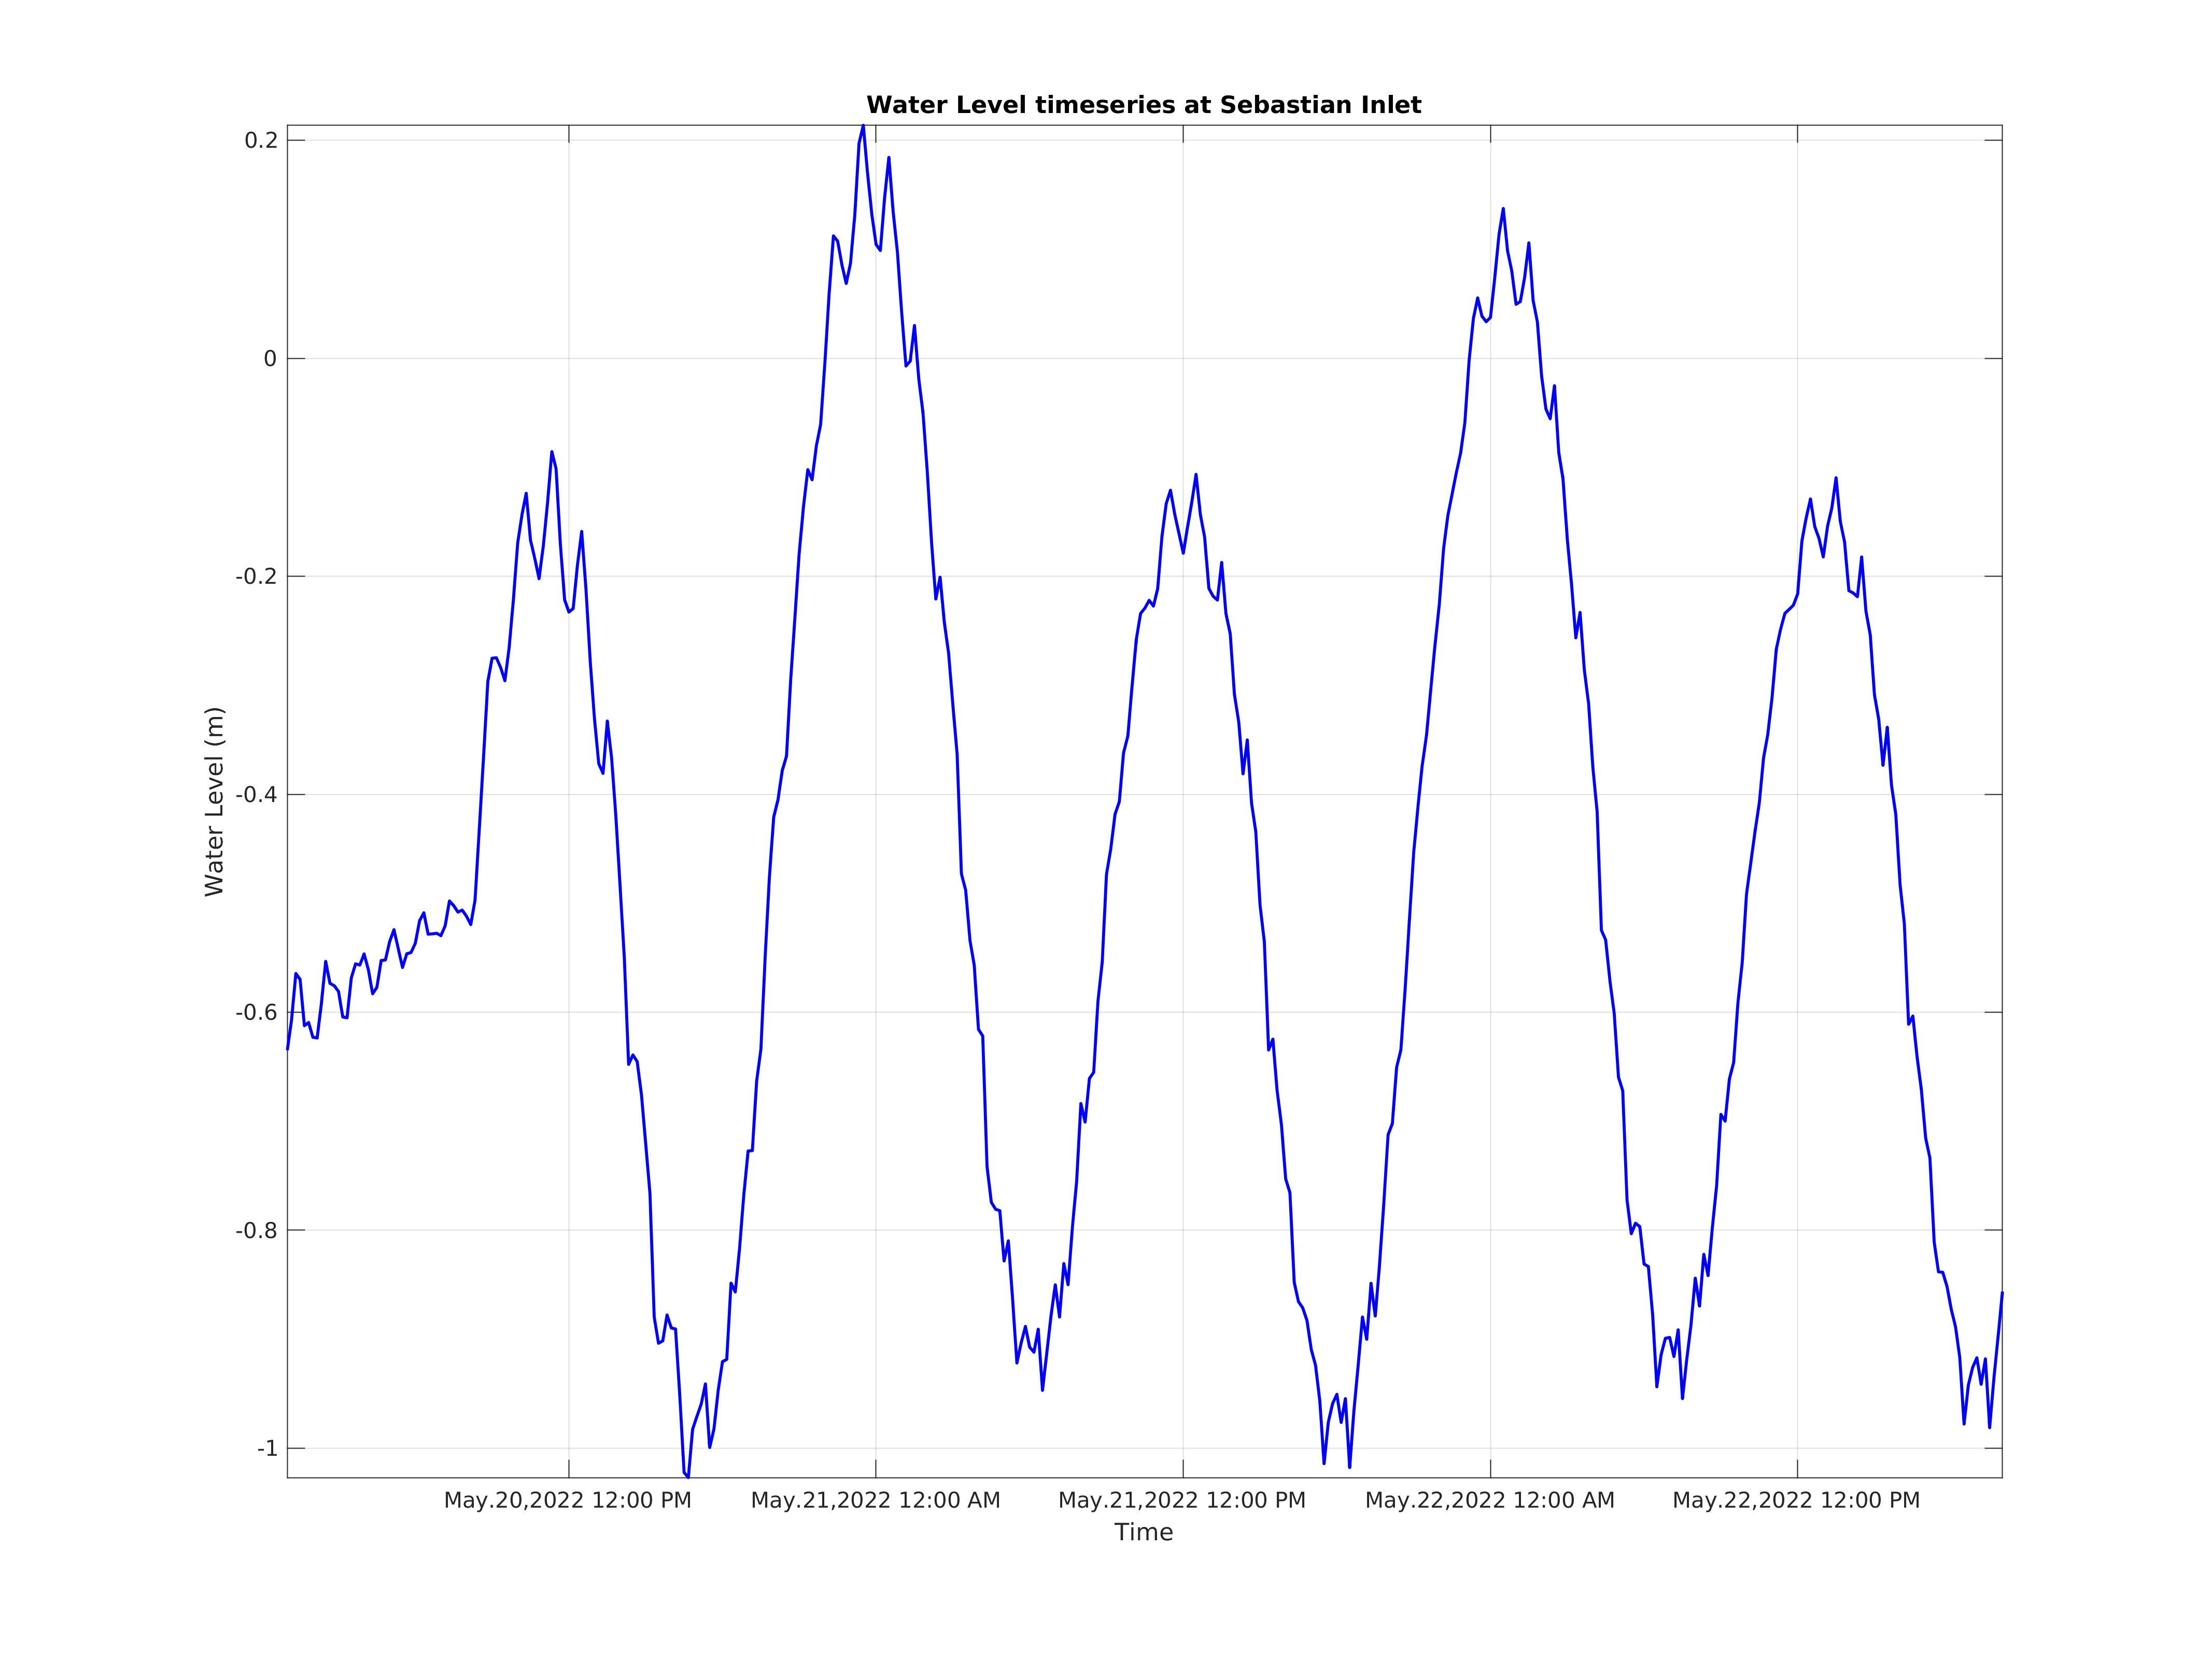 Water Level timeseries at Sebastian Inlet
0.2
0
-0.2
-0.4
-0.6
-0.8
-1
Water Level (m)
May.20,2022 12:00 PM
May.21,2022 12:00 AM
May.21,2022 12:00 PM
May.22,2022 12:00 AM
May.22,2022 12:00 PM
Time